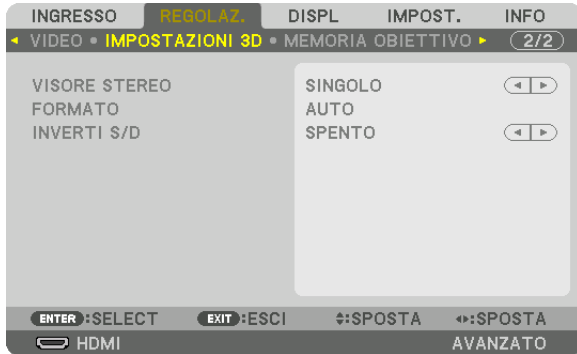 INGRESSO REGOLAZ. DISPL IMPOST. INFO
VIDEO • IMPOSTAZIONI 3D • MEMORIA OBIETTIVO 2/2
VISORE STEREO SINGOLO
FORMATO AUTO
INVERTI S/D SPENTO
ENTER :SELECT EXIT :ESCI :SPOSTA :SPOSTA
HDMI AVANZATO